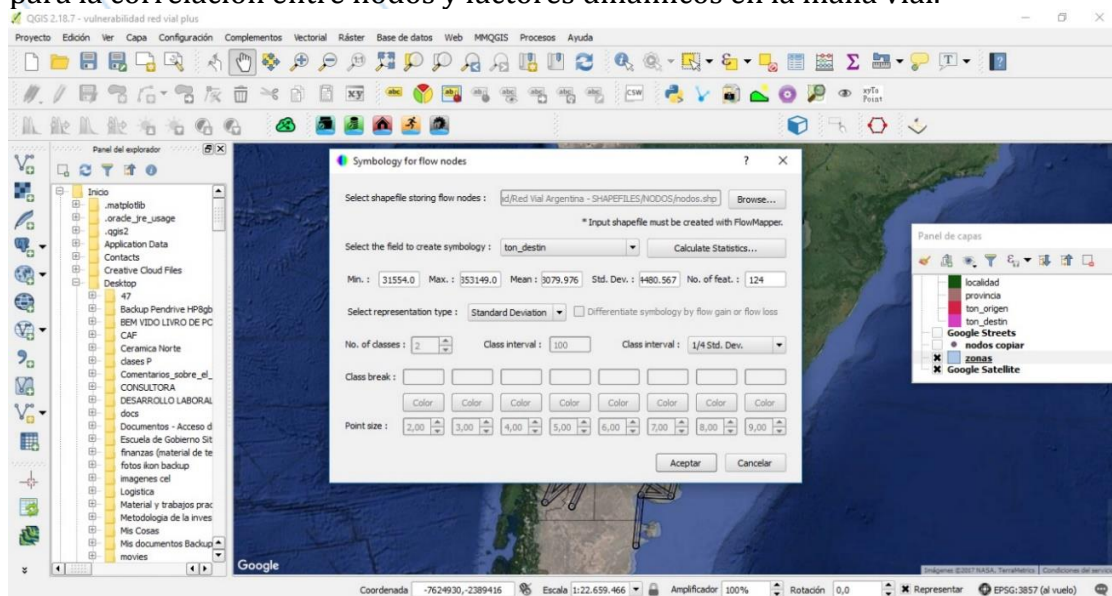 para la correlación entre nodos y factores dinámicos en la malla vial.
QGIS 2.18.7 - vulnerabilidad red vial plus
Proyecto Edición Ver Capa Configuración Complementos Vectorial Ráster Base de datos Web MMQGIS Procesos Ayuda
CSW xyTo Point
Panel del explorador
Inicio
.matplotlib
.oracle_jre_usage
.qgis2
Application Data
Contacts
Creative Cloud Files
Desktop
47
Backup Pendrive HP8gb
BEM VIDO LIVRO DE PC
CAF
Ceramica Norte
clases P
Comentarios_sobre_el_
CONSULTORA
DESARROLLO LABORAL
docs
Documentos - Acceso d
Escuela de Gobierno Sit
finanzas (material de te
fotos ikon backup
imagenes cel
Logistica
Material y trabajos prac
Metodologia de la inves
Mis Cosas
Mis documentos Backup
movies
Symbology for flow nodes ? X
Select shapefile storing flow nodes : d/Red Vial Argentina - SHAPEFILES/NODOS/nodos.shp Browse...
* Input shapefile must be created with FlowMapper.
Select the field to create symbology : ton_destin Calculate Statistics...
Min. : 31554.0 Max. : 353149.0 Mean : 3079.976 Std. Dev. : 4480.567 No. of feat. : 124
Select representation type : Standard Deviation Differentiate symbology by flow gain or flow loss
No. of classes : 2 Class interval : 100 Class interval : 1/4 Std. Dev.
Class break :
Color Color Color Color Color Color Color Color
Point size : 2,00 3,00 4,00 5,00 6,00 7,00 8,00 9,00
Aceptar Cancelar
Panel de capas
localidad
provincia
ton_origen
ton_destin
Google Streets
nodos copiar
zonas
Google Satellite
Google
Imágenes ©2017 NASA, TerraMetrics Condiciones del servicio
Coordenada -7624930,-2389416 Escala 1:22.659.466 Amplificador 100% Rotación 0,0 Representar EPSG:3857 (al vuelo)